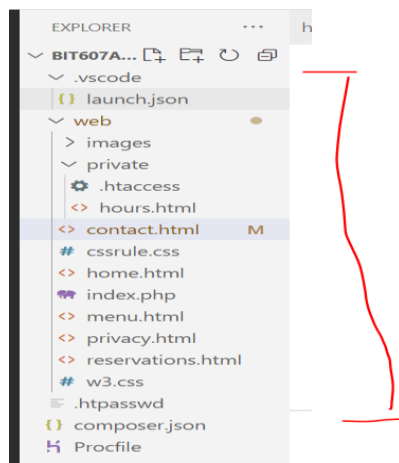 EXPLORER ... h
BIT607A...
.vscode
{} launch.json
web
images
private
.htaccess
<> hours.html
<> contact.html M
# cssrule.css
<> home.html
index.php
<> menu.html
<> privacy.html
<> reservations.html
# w3.css
.htpasswd
{} composer.json
Procfile